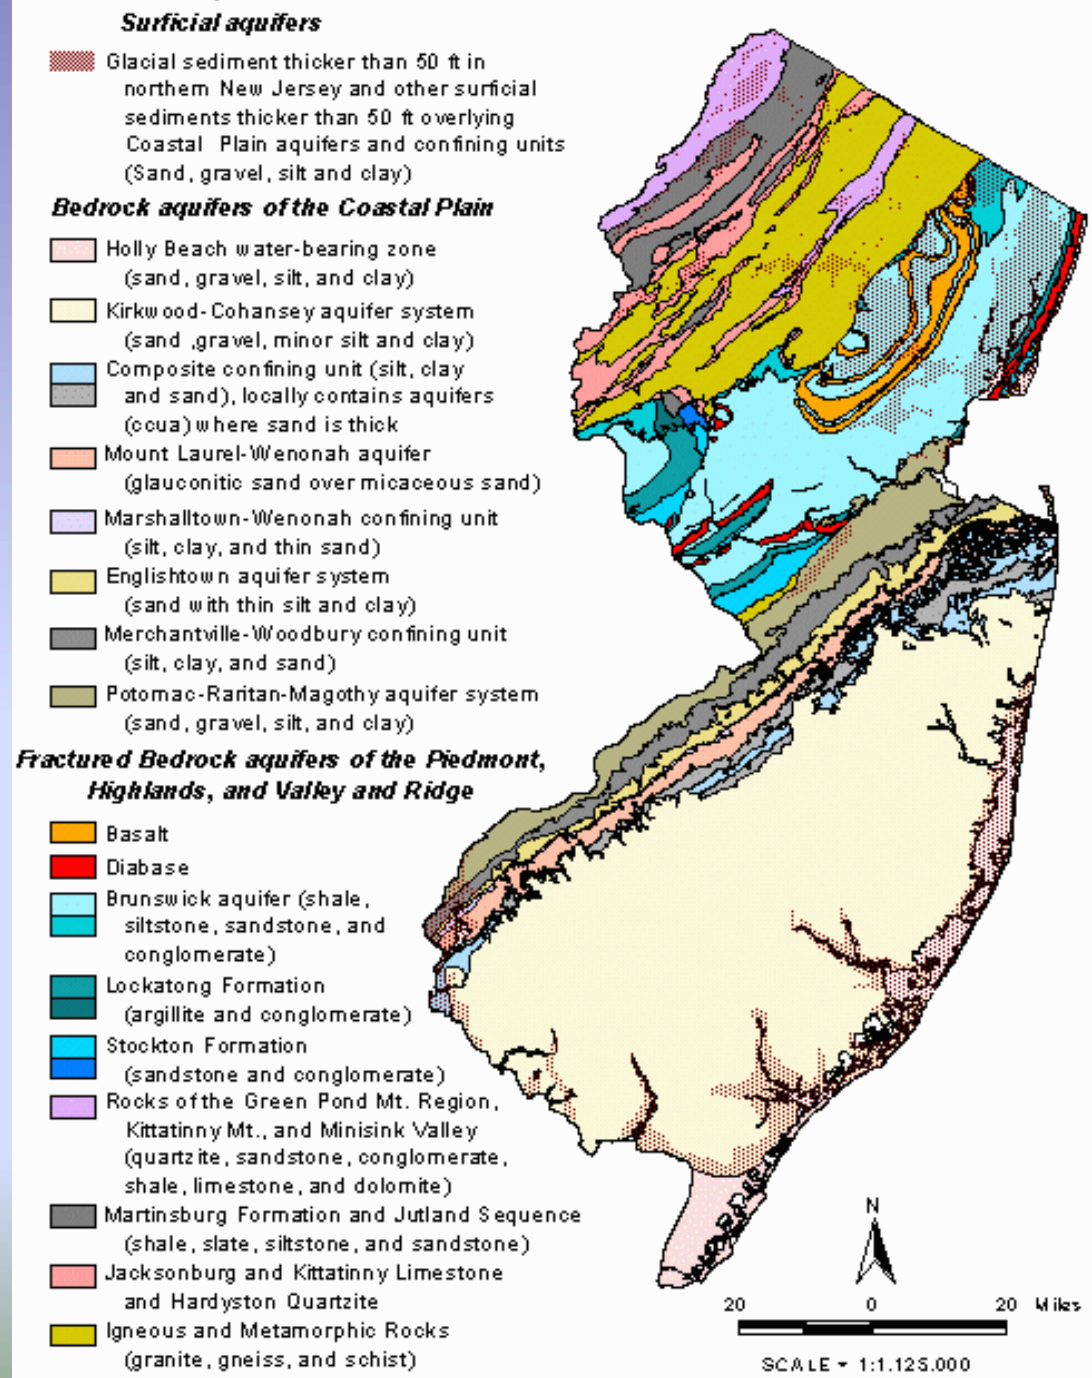 Surficial aquifers
Glacial sediment thicker than 50 ft in
northern New Jersey and other surficial
sediments thicker than 50 ft overlying
Coastal Plain aquifers and confining units
(Sand, gravel, silt and clay)
Bedrock aquifers of the Coastal Plain
Holly Beach water-bearing zone
(sand, gravel, silt, and clay)
Kirkwood-Cohansey aquifer system
(sand ,gravel, minor silt and clay)
Composite confining unit (silt, clay
and sand), locally contains aquifers
(ccua) where sand is thick
Mount Laurel-Wenonah aquifer
(glauconitic sand over micaceous sand)
Marshalltown-Wenonah confining unit
(silt, clay, and thin sand)
Englishtown aquifer system
(sand with thin silt and clay)
Merchantville-Woodbury confining unit
(silt, clay, and sand)
Potomac-Raritan-Magothy aquifer system
(sand, gravel, silt, and clay)
Fractured Bedrock aquifers of the Piedmont,
Highlands, and Valley and Ridge
Basalt
Diabase
Brunswick aquifer (shale,
siltstone, sandstone, and
conglomerate)
Lockatong Formation
(argillite and conglomerate)
Stockton Formation
(sandstone and conglomerate)
Rocks of the Green Pond Mt. Region,
Kittatinny Mt., and Minisink Valley
(quartzite, sandstone, conglomerate,
shale, limestone, and dolomite)
Martinsburg Formation and Jutland Sequence
(shale, slate, siltstone, and sandstone)
Jacksonburg and Kittatinny Limestone
and Hardyston Quartzite
Igneous and Metamorphic Rocks
(granite, gneiss, and schist)
N
20 0 20 Miles
SCALE = 1:1.125.000